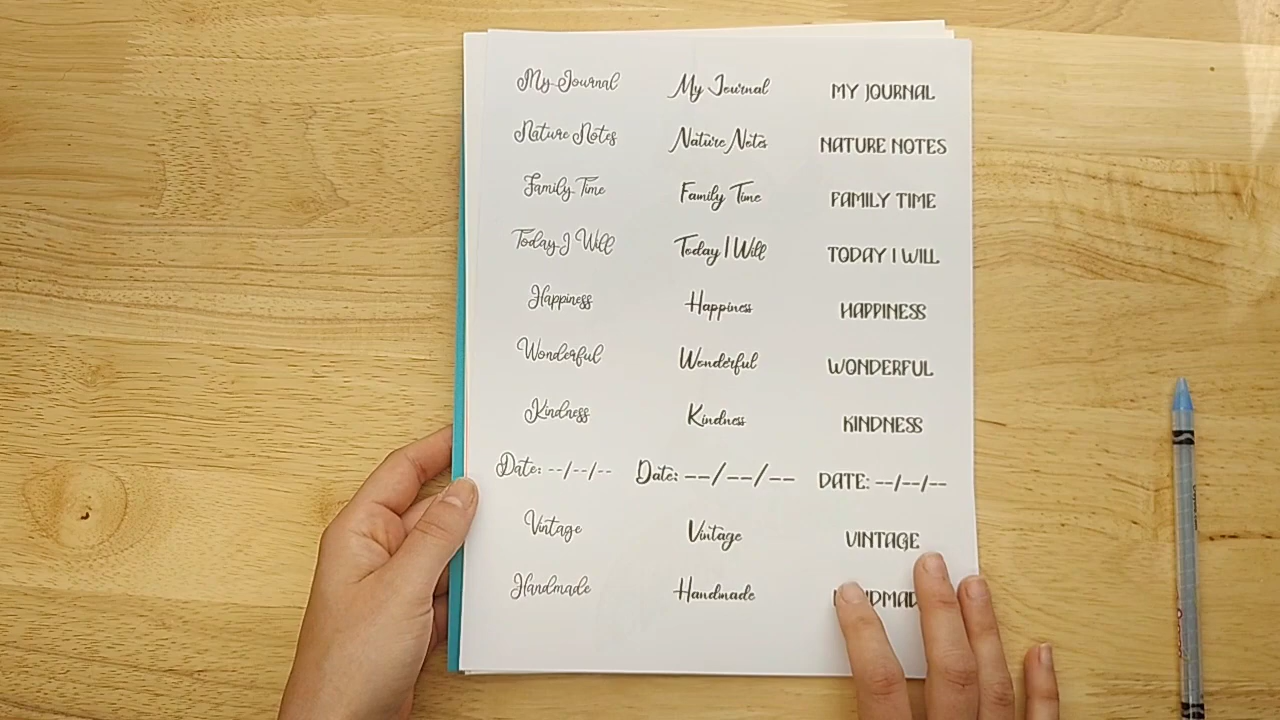 My Journal My Journal MY JOURNAL
Nature Notes Nature Notes NATURE NOTES
Family Time Family Time FAMILY TIME
Today I Will Today I Will TODAY I WILL
Happiness Happiness HAPPINESS
Wonderful Wonderful WONDERFUL
Kindness Kindness KINDNESS
Date: --/--/-- Date: --/--/-- DATE: --/--/--
Vintage Vintage VINTAGE
Handmade Handmade